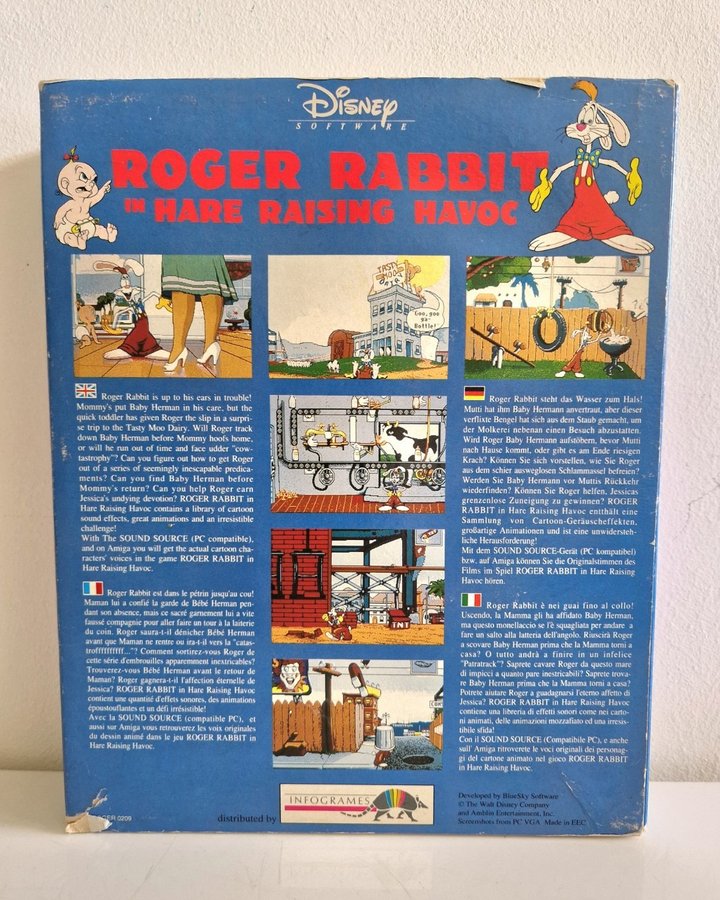 Disney
SOFTWARE
ROGER RABBIT
IN HARE RAISING HAVOC
TASTY
MOO
Goo, goo
ga-
Bottle!
Roger Rabbit is up to his ears in trouble!
Mommy's put Baby Herman in his care, but the
quick toddler has given Roger the slip in a surpri-
se trip to the Tasty Moo Dairy. Will Roger track
down Baby Herman before Mommy hoofs home,
or will he run out of time and face udder "cow-
tastrophy"? Can you figure out how to get Roger
out of a series of seemingly inescapable predica-
ments? Can you find Baby Herman before
Mommy's return? Can you help Roger earn
Jessica's undying devotion? ROGER RABBIT in
Hare Raising Havoc contains a library of cartoon
sound effects, great animations and an irresistible
challenge!
With The SOUND SOURCE (PC compatible),
and on Amiga you will get the actual cartoon cha-
racters' voices in the game ROGER RABBIT in
Hare Raising Havoc.
Roger Rabbit est dans le pétrin jusqu'au cou!
Maman lui a confié la garde de Bébé Herman pen-
dant son absence, mais ce sacré garnement lui a vite
faussé compagnie pour aller faire un tour à la laiterie
du coin. Roger saura-t-il dénicher Bébé Herman
avant que Maman ne rentre ou ira-t-il vers la "catas-
troffffffffff..."? Comment sortirez-vous Roger de
cette série d'embrouilles apparemment inextricables?
Trouverez-vous Bébé Herman avant le retour de
Maman? Roger gagnera-t-il l'affection éternelle de
Jessica? ROGER RABBIT in Hare Raising Havoc
contient une quantité d'effets sonores, des animations
époustouflantes et un défi irrésistible!
Avec la SOUND SOURCE (compatible PC), et
aussi sur Amiga vous retrouverez les voix originales
du dessin animé dans le jeu ROGER RABBIT in
Hare Raising Havoc.
TNT
Roger Rabbit steht das Wasser zum Hals!
Mutti hat ihm Baby Hermann anvertraut, aber dieser
verflixte Bengel hat sich aus dem Staub gemacht, um
der Molkerei nebenan einen Besuch abzustatten.
Wird Roger Baby Hermann aufstöbern, bevor Mutti
nach Hause kommt, oder gibt es am Ende riesigen
Krach? Können Sie sich vorstellen, wie Sie Roger
aus dem schier ausweglosen Schlammassel befreien?
Werden Sie Baby Hermann vor Muttis Rückkehr
wiederfinden? Können Sie Roger helfen, Jessicas
grenzenlose Zuneigung zu gewinnen? ROGER
RABBIT in Hare Raising Havoc entthält eine
Sammlung von Cartoon-Geräuscheffekten,
großartige Animationen und ist eine unwidersteh-
liche Herausforderung!
Mit dem SOUND SOURCE-Gerät (PC kompatibel)
bzw. auf Amiga können Sie die Originalstimmen des
Films im Spiel ROGER RABBIT in Hare Raising
Havoc hören.
Roger Rabbit è nei guai fino al collo!
Uscendo, la Mamma gli ha affidato Baby Herman,
ma questo monellaccio se l'è squagliata per andare a
fare un salto alla latteria dell'angolo. Riuscirà Roger
a scovare Baby Herman prima che la Mamma torni a
casa? O tutto andrà a finire in un infelice
"Patratrack"? Saprete cavare Roger da questo mare
di impicci a quanto pare inestricabili? Saprete trova-
re Baby Herman prima che la Mamma torni a casa?
Potrete aiutare Roger a guadagnarsi l'eterno affetto di
Jessica? ROGER RABBIT in Hare Raising Havoc
contiene una libreria di effetti sonori come nei carto-
ni animati, delle animazioni mozzafiato ed una irresis-
tibile sfida!
Con il SOUND SOURCE (Compatibile PC), e anche
sull' Amiga ritroverete le voci originali dei personag-
gi del cartone animato nel gioco ROGER RABBIT in
Hare Raising Havoc.
0209
distributed by
INFOGRAMES
Developed by BlueSky Software
© The Walt Disney Company
and Amblin Entertainment, Inc.
Screenshots from PC VGA Made in EEC